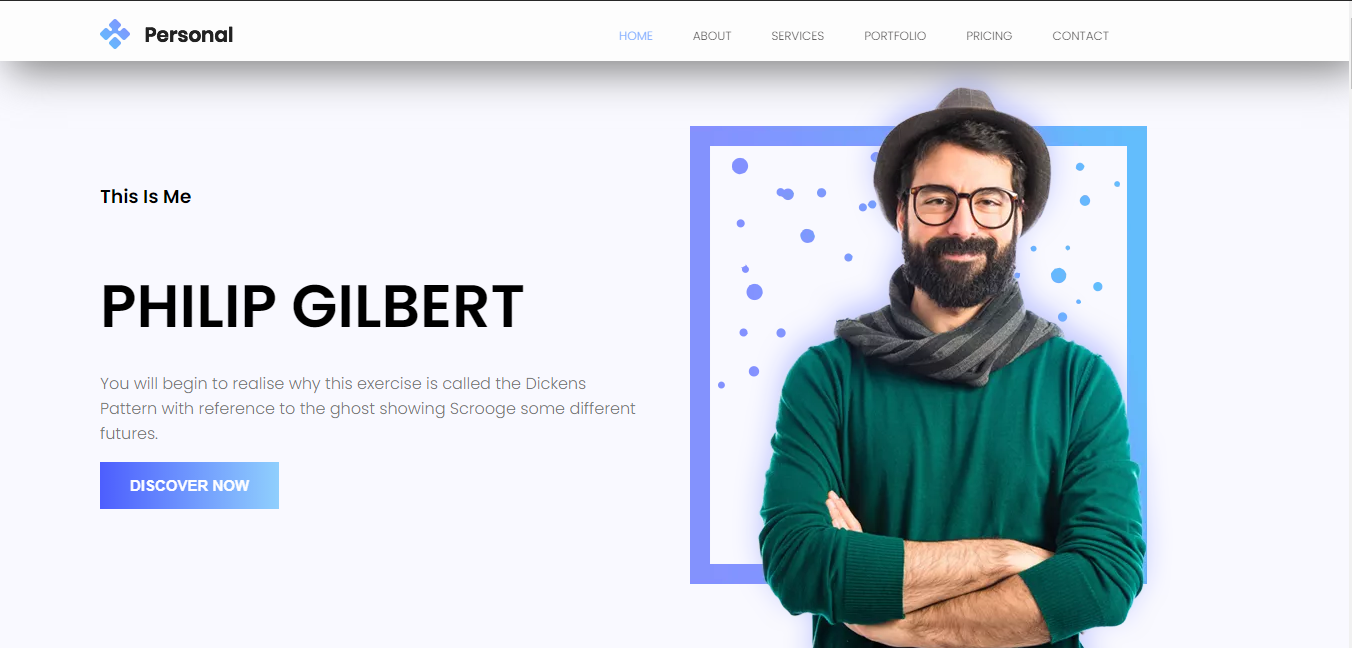 Personal
HOME ABOUT SERVICES PORTFOLIO PRICING CONTACT
This Is Me
PHILIP GILBERT
You will begin to realise why this exercise is called the Dickens
Pattern with reference to the ghost showing Scrooge some different
futures.
DISCOVER NOW